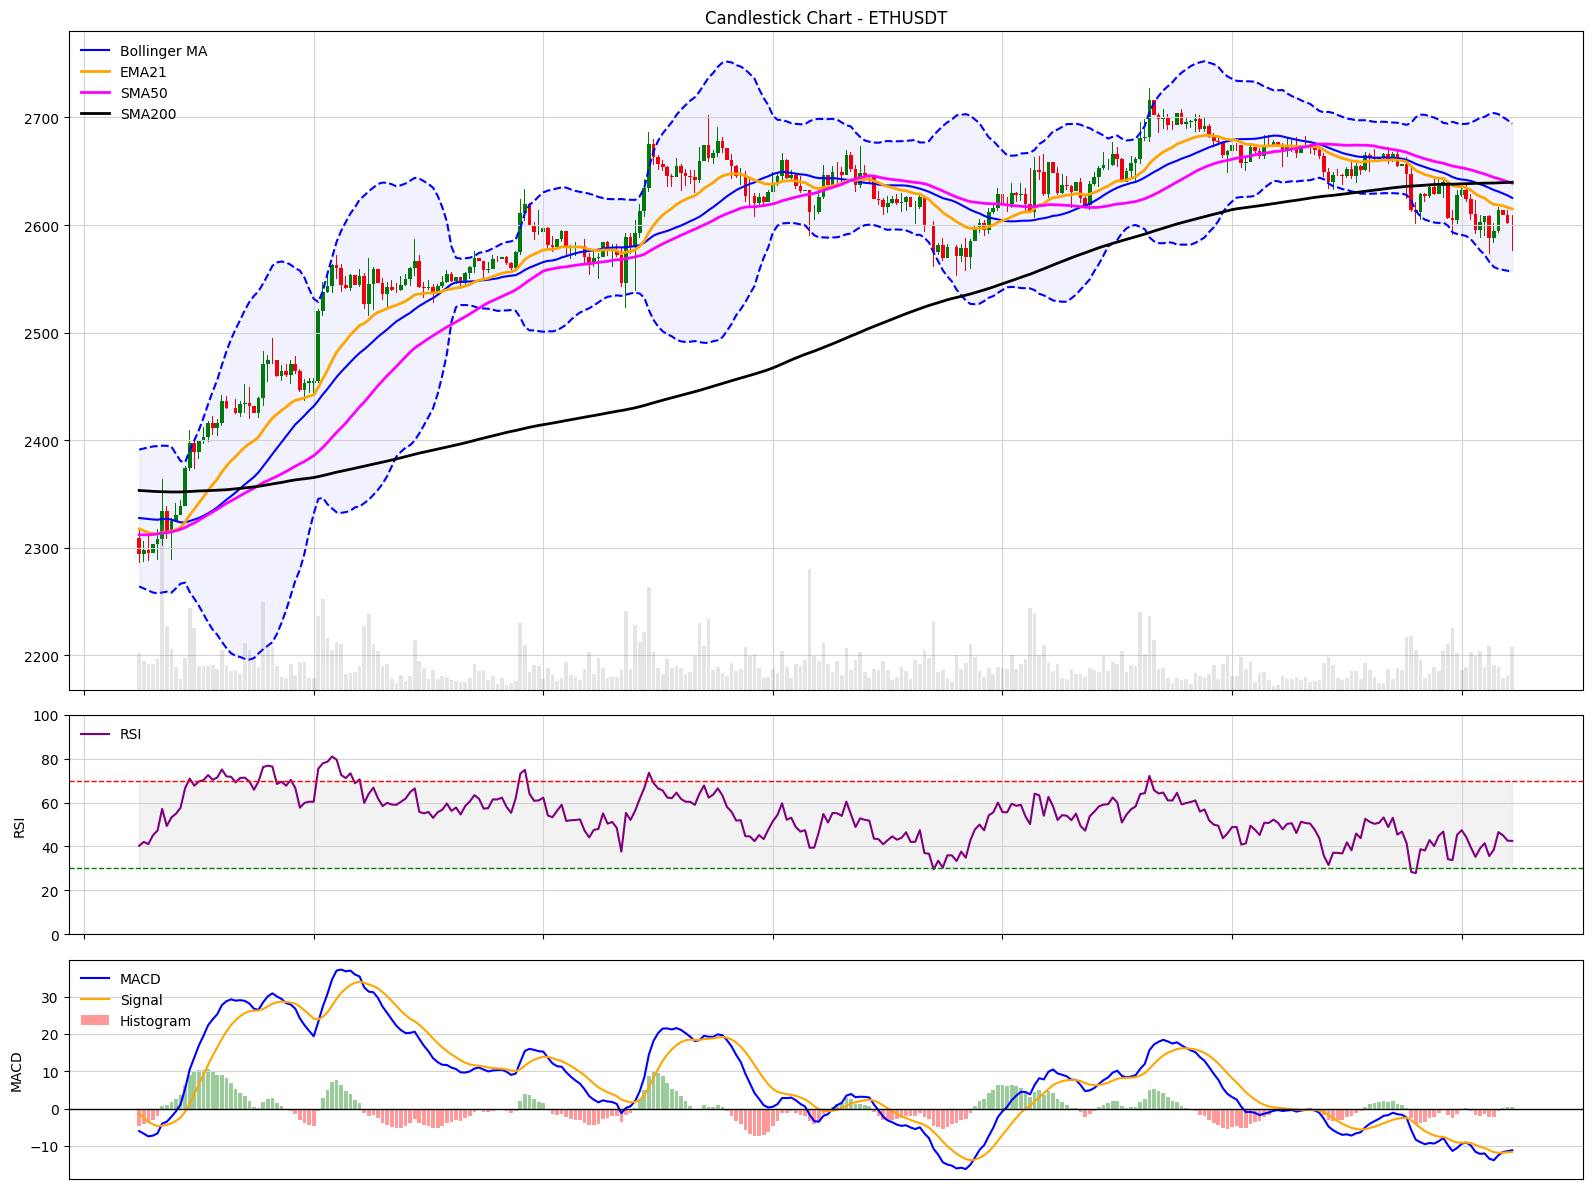 Candlestick Chart - ETHUSDT
Bollinger MA
EMA21
SMA50
SMA200
2700
2600
2500
2400
2300
2200
100
80
60
40
20
0
RSI
RSI
30
20
10
0
−10
MACD
MACD
Signal
Histogram